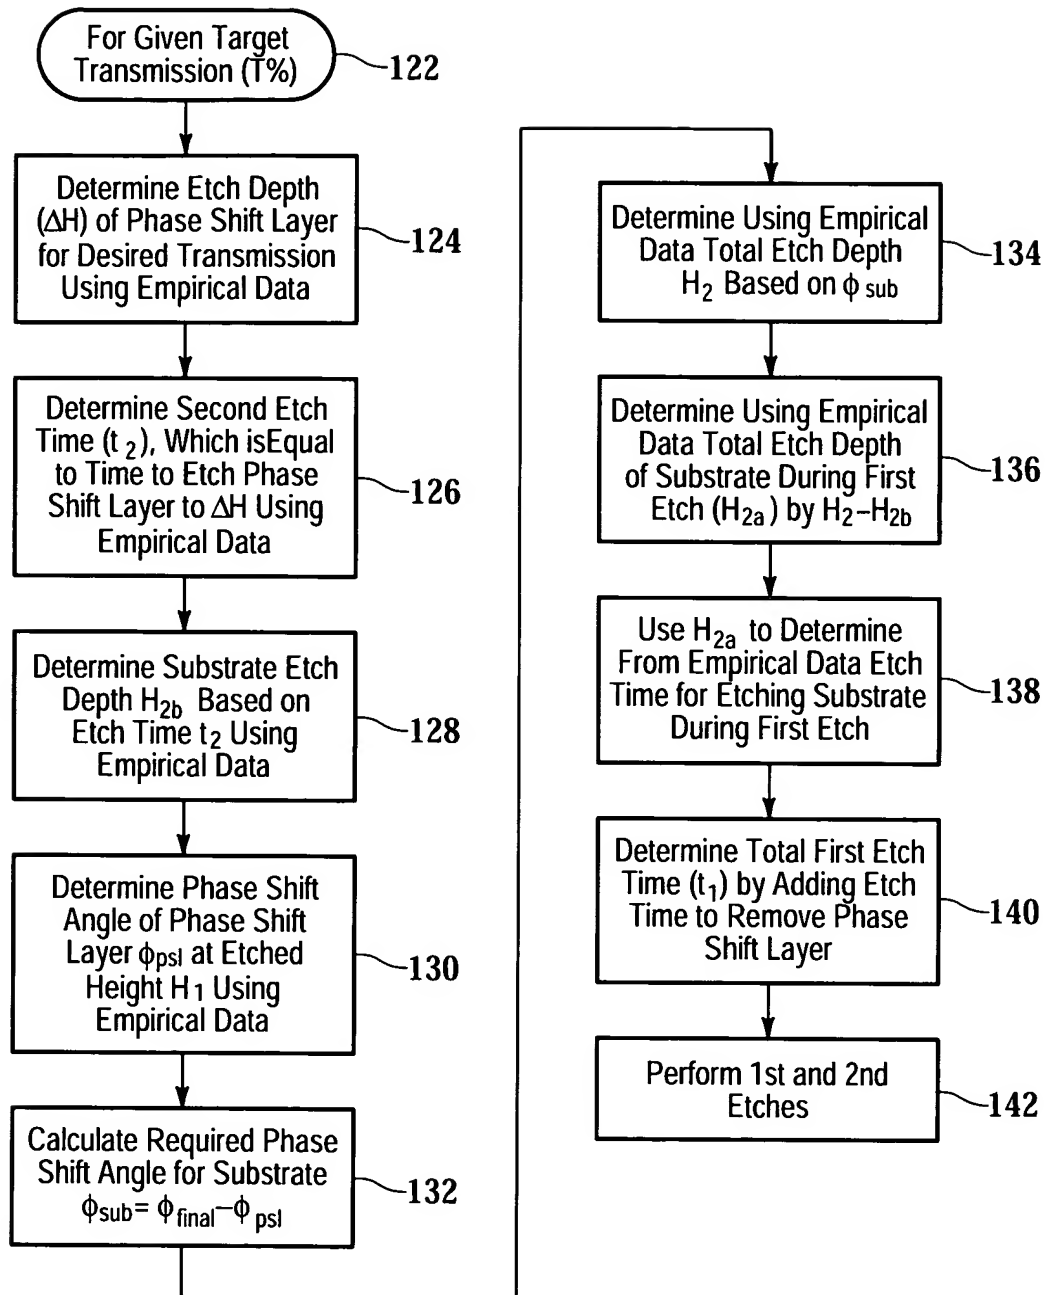 For Given Target
Transmission (T%)
122
Determine Etch Depth
(ΔH) of Phase Shift Layer
for Desired Transmission
Using Empirical Data
124
Determine Second Etch
Time (t 2), Which isEqual
to Time to Etch Phase
Shift Layer to ΔH Using
Empirical Data
126
Determine Substrate Etch
Depth H2b Based on
Etch Time t2 Using
Empirical Data
128
Determine Phase Shift
Angle of Phase Shift
Layer ϕpsl at Etched
Height H1 Using
Empirical Data
130
Calculate Required Phase
Shift Angle for Substrate
ϕsub= ϕfinal–ϕpsl
132
Determine Using Empirical
Data Total Etch Depth
H2 Based on ϕ sub
134
Determine Using Empirical
Data Total Etch Depth
of Substrate During First
Etch (H2a) by H2–H2b
136
Use H2a to Determine
From Empirical Data Etch
Time for Etching Substrate
During First Etch
138
Determine Total First Etch
Time (t1) by Adding Etch
Time to Remove Phase
Shift Layer
140
Perform 1st and 2nd
Etches
142